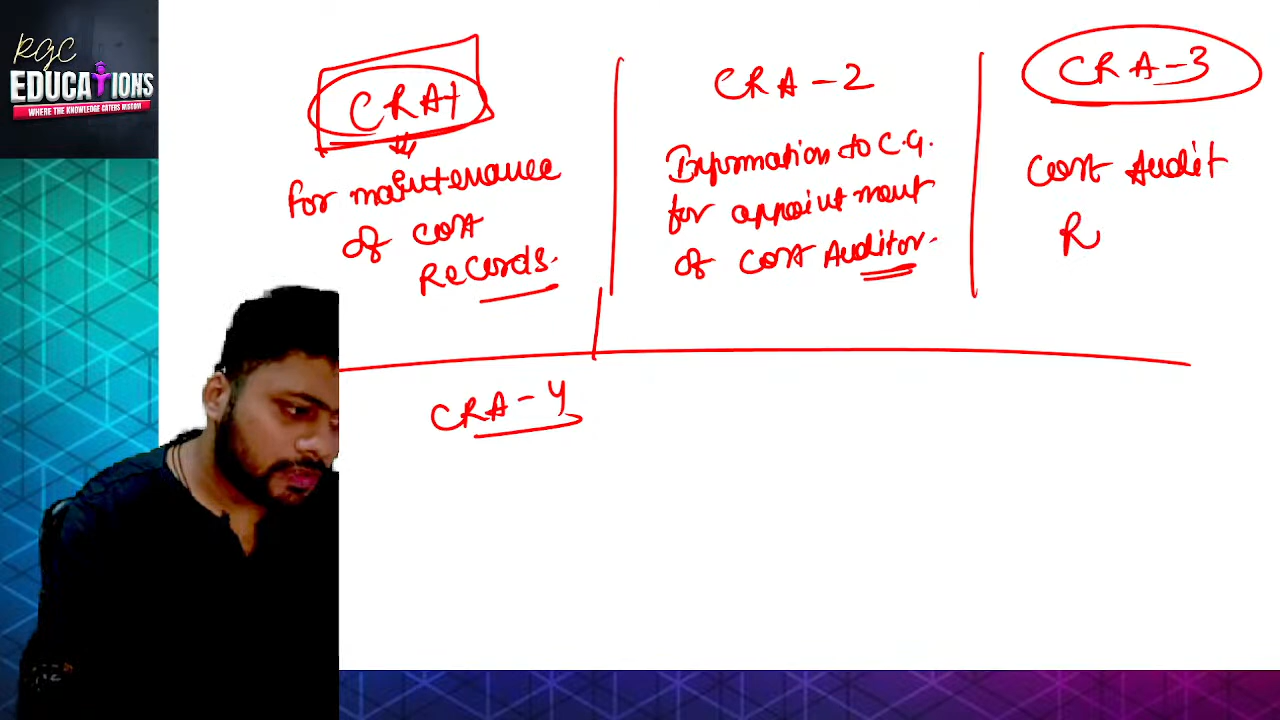 RGC
EDUCATIONS
WHERE THE KNOWLEDGE CATERS WISDOM
CRA1
for maintenance
of cost
Records.
CRA-2
Information to C.G.
for appointment
of cost Auditor.
CRA-3
Cost Audit
R
CRA-4